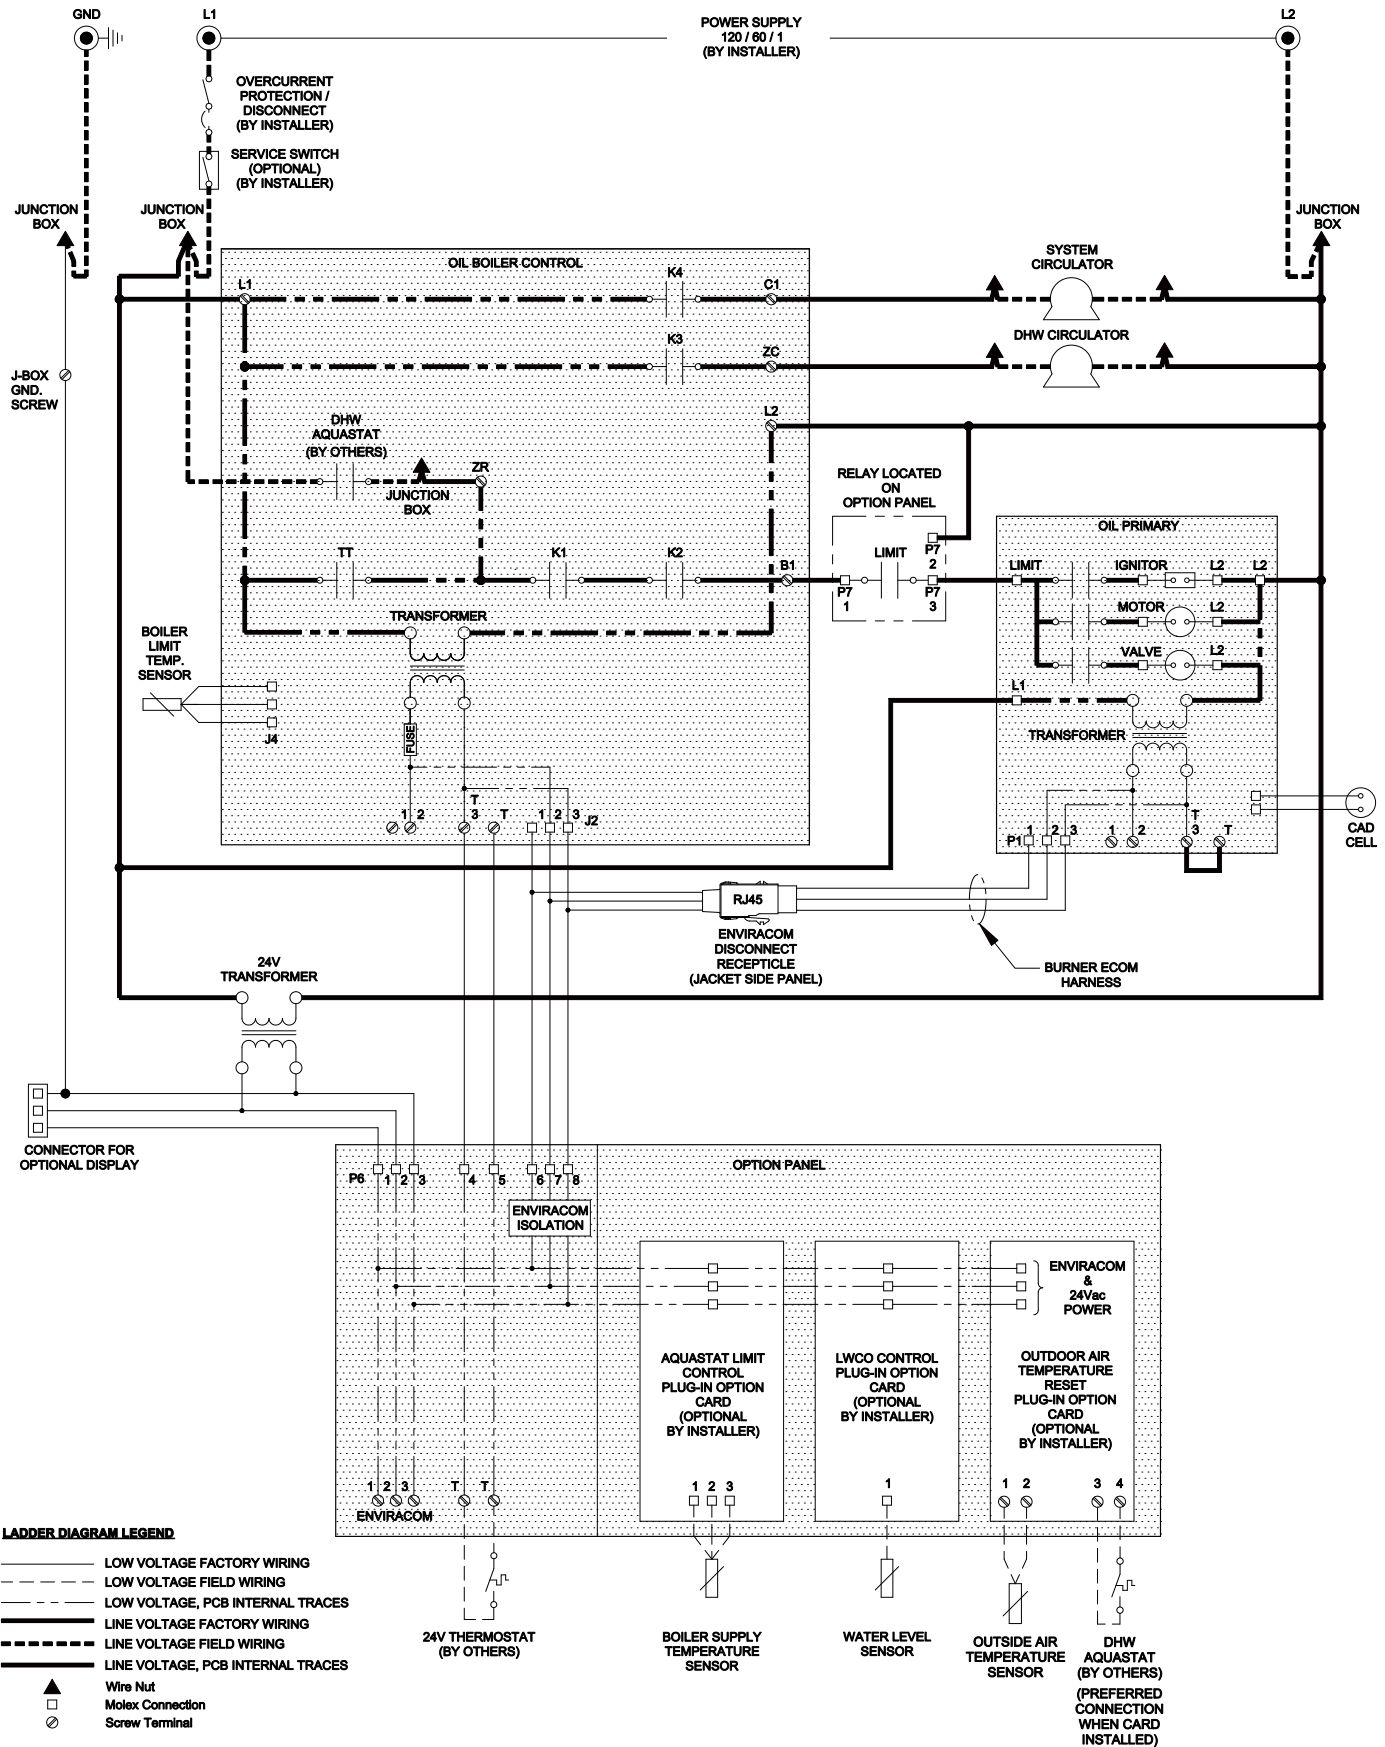 GND
L1
POWER SUPPLY
120 / 60 / 1
(BY INSTALLER)
L2
OVERCURRENT
PROTECTION /
DISCONNECT
(BY INSTALLER)
SERVICE SWITCH
(OPTIONAL)
(BY INSTALLER)
JUNCTION
BOX
JUNCTION
BOX
JUNCTION
BOX
OIL BOILER CONTROL
SYSTEM
CIRCULATOR
L1
K4
C1
K3
ZC
DHW CIRCULATOR
J-BOX
GND.
SCREW
L2
DHW
AQUASTAT
(BY OTHERS)
ZR
JUNCTION
BOX
RELAY LOCATED
ON
OPTION PANEL
OIL PRIMARY
TT
K1
K2
B1
LIMIT
P7
2
P7
1
P7
3
LIMIT
IGNITOR
L2
L2
MOTOR
L2
VALVE
L2
L1
TRANSFORMER
TRANSFORMER
BOILER
LIMIT
TEMP.
SENSOR
J4
FUSE
1
2
T
3
T
1
2
3
J2
P1
1
2
3
1
2
T
3
T
CAD
CELL
RJ45
ENVIRACOM
DISCONNECT
RECEPTICLE
(JACKET SIDE PANEL)
BURNER ECOM
HARNESS
24V
TRANSFORMER
CONNECTOR FOR
OPTIONAL DISPLAY
OPTION PANEL
P6
1
2
3
4
5
6
7
8
ENVIRACOM
ISOLATION
ENVIRACOM
&
24Vac
POWER
AQUASTAT LIMIT
CONTROL
PLUG-IN OPTION
CARD
(OPTIONAL
BY INSTALLER)
LWCO CONTROL
PLUG-IN OPTION
CARD
(OPTIONAL
BY INSTALLER)
OUTDOOR AIR
TEMPERATURE
RESET
PLUG-IN OPTION
CARD
(OPTIONAL
BY INSTALLER)
1
2
3
T
T
ENVIRACOM
1
2
3
1
1
2
3
4
24V THERMOSTAT
(BY OTHERS)
BOILER SUPPLY
TEMPERATURE
SENSOR
WATER LEVEL
SENSOR
OUTSIDE AIR
TEMPERATURE
SENSOR
DHW
AQUASTAT
(BY OTHERS)
(PREFERRED
CONNECTION
WHEN CARD
INSTALLED)
LADDER DIAGRAM LEGEND
LOW VOLTAGE FACTORY WIRING
LOW VOLTAGE FIELD WIRING
LOW VOLTAGE, PCB INTERNAL TRACES
LINE VOLTAGE FACTORY WIRING
LINE VOLTAGE FIELD WIRING
LINE VOLTAGE, PCB INTERNAL TRACES
Wire Nut
Molex Connection
Screw Terminal